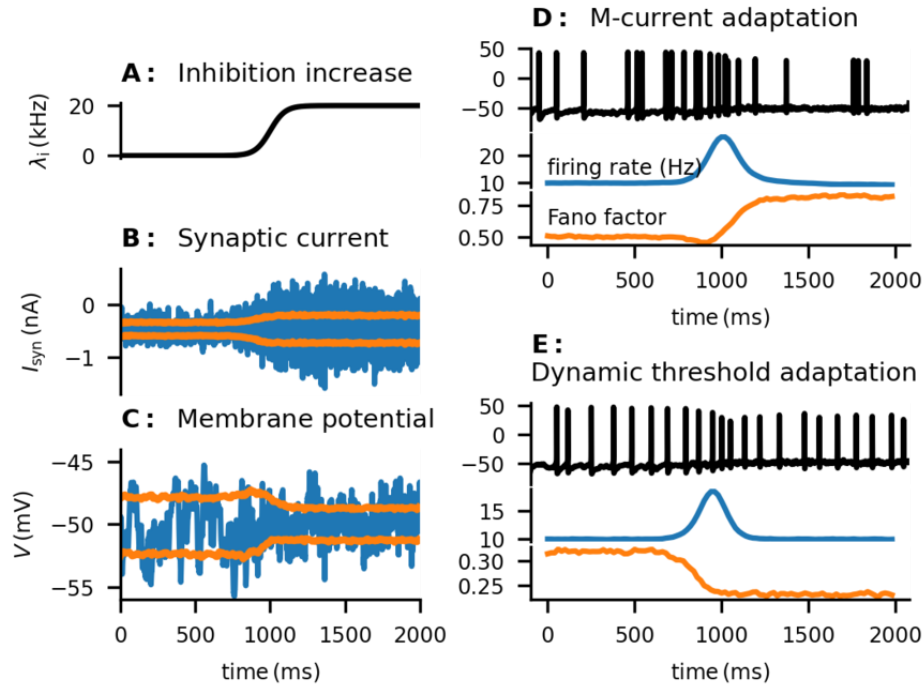 A: Inhibition increase
20
0
λi (kHz)
B: Synaptic current
0
−1
Isyn (nA)
C: Membrane potential
−45
−50
−55
V (mV)
0 500 1000 1500 2000
time (ms)
D: M-current adaptation
50
0
−50
firing rate (Hz)
20
10
Fano factor
0.75
0.50
0 500 1000 1500 2000
time (ms)
E:
Dynamic threshold adaptation
50
0
−50
15
10
0.30
0.25
0 500 1000 1500 2000
time (ms)